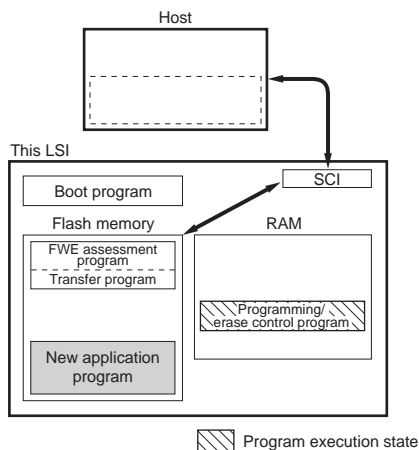 Host
This LSI
SCI
Boot program
Flash memory
RAM
FWE assessment
program
Transfer program
Programming/
erase control program
New application
program
Program execution state